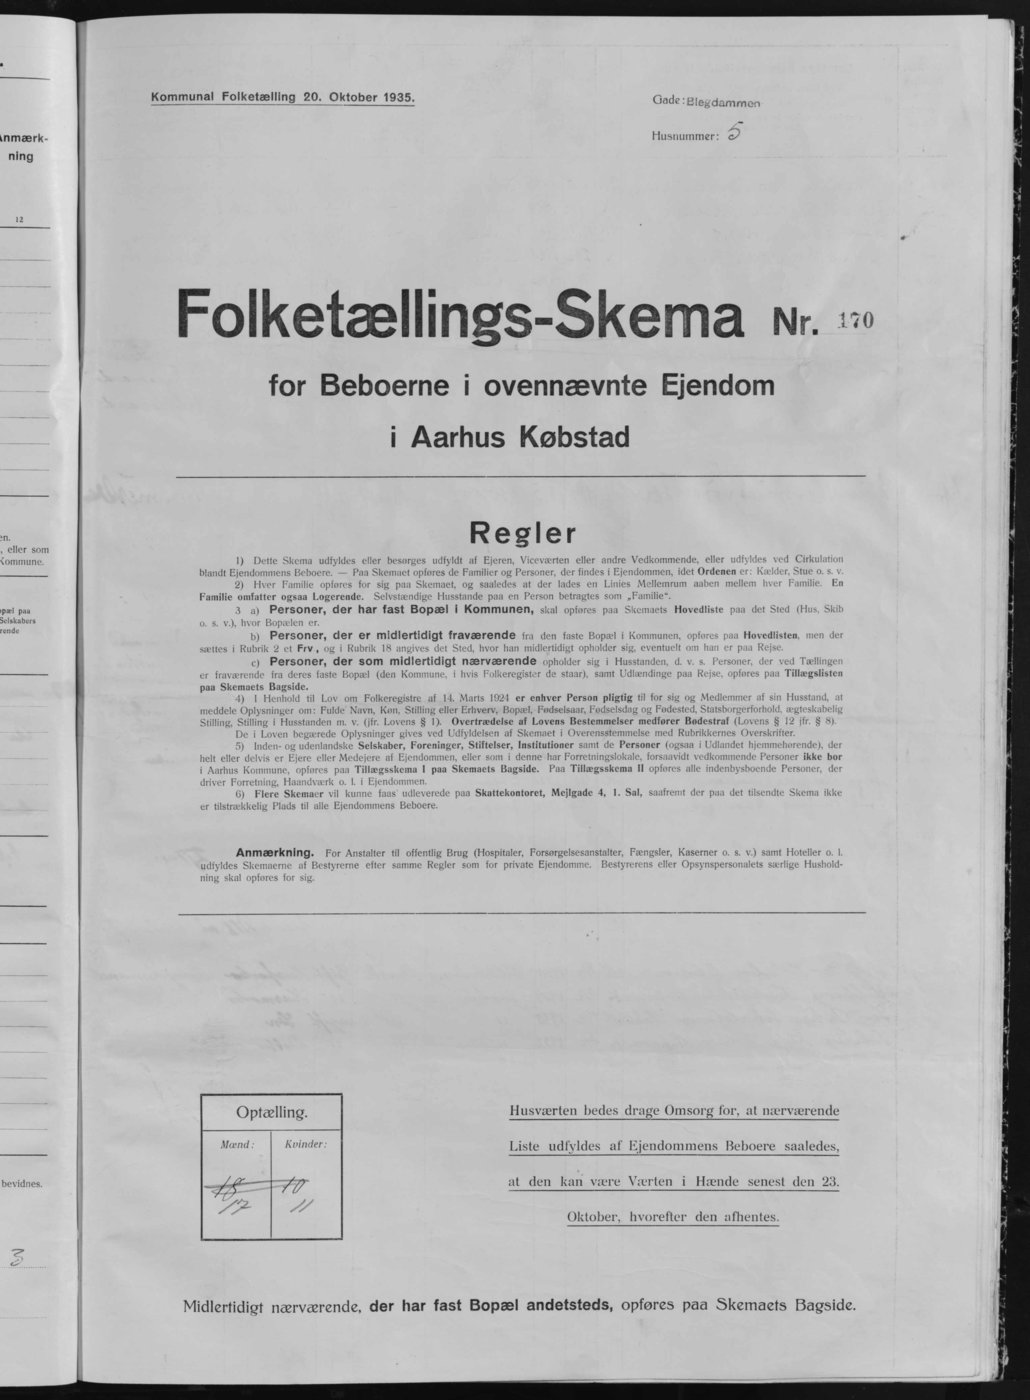 nmærk-
ning
12
en.
, eller som
Kommune.
opæl paa
Selskabers
rende
bevidnes.
3
Kommunal Folketælling 20. Oktober 1935.
Gade: Blegdammen
Husnummer: 5
Folketællings-Skema Nr. 170
for Beboerne i ovennævnte Ejendom
i Aarhus Købstad
Regler
1) Dette Skema udfyldes eller besørges udfyldt af Ejeren, Viceværten eller andre Vedkommende, eller udfyldes ved Cirkulation
blandt Ejendommens Beboere. — Paa Skemaet opføres de Familier og Personer, der findes i Ejendommen, idet Ordenen er: Kælder, Stue o. s. v.
2) Hver Familie opføres for sig paa Skemaet, og saaledes at der lades en Linies Mellemrum aaben mellem hver Familie. En
Familie omfatter ogsaa Logerende. Selvstændige Husstande paa en Person betragtes som „Familie“.
3 a) Personer, der har fast Bopæl i Kommunen, skal opføres paa Skemaets Hovedliste paa det Sted (Hus, Skib
o. s. v.), hvor Bopælen er.
b) Personer, der er midlertidigt fraværende fra den faste Bopæl i Kommunen, opføres paa Hovedlisten, men der
sættes i Rubrik 2 et Frv., og i Rubrik 18 angives det Sted, hvor han midlertidigt opholder sig, eventuelt om han er paa Rejse.
c) Personer, der som midlertidigt nærværende opholder sig i Husstanden, d. v. s. Personer, der ved Tællingen
er fraværende fra deres faste Bopæl (den Kommune, i hvis Folkeregister de staar), samt Udlændinge paa Rejse, opføres paa Tillægslisten
paa Skemaets Bagside.
4) I Henhold til Lov om Folkeregistre af 14. Marts 1924 er enhver Person pligtig til for sig og Medlemmer af sin Husstand, at
meddele Oplysninger om: Fulde Navn, Køn, Stilling eller Erhverv, Bopæl, Fødselsaar, Fødselsdag og Fødested, Statsborgerforhold, ægteskabelig
Stilling, Stilling i Husstanden m. v. (jfr. Lovens § 1). Overtrædelse af Lovens Bestemmelser medfører Bødestraf (Lovens § 12 jfr. § 8).
De i Loven begærede Oplysninger gives ved Udfyldelsen af Skemaet i Overensstemmelse med Rubrikkernes Overskrifter.
5) Inden- og udenlandske Selskaber, Foreninger, Stiftelser, Institutioner samt de Personer (ogsaa i Udlandet hjemmehørende), der
helt eller delvis er Ejere eller Medejere af Ejendommen, eller som i denne har Forretningslokale, forsaavidt vedkommende Personer ikke bor
i Aarhus Kommune, opføres paa Tillægsskema I paa Skemaets Bagside. Paa Tillægsskema II opføres alle indenbysboende Personer, der
driver Forretning, Haandværk o. l. i Ejendommen.
6) Flere Skemaer vil kunne faas udleverede paa Skattekontoret, Mejlgade 4, 1. Sal, saafremt der paa det tilsendte Skema ikke
er tilstrækkelig Plads til alle Ejendommens Beboere.
Anmærkning. For Anstalter til offentlig Brug (Hospitaler, Forsørgelsesanstalter, Fængsler, Kaserner o. s. v.) samt Hoteller o. l.
udfyldes Skemaerne af Bestyrerne efter samme Regler som for private Ejendomme. Bestyrerens eller Opsynspersonalets særlige Hushold-
ning skal opføres for sig.
Optælling.
Mænd: Kvinder:
18 10
17 11
Husværten bedes drage Omsorg for, at nærværende
Liste udfyldes af Ejendommens Beboere saaledes,
at den kan være Værten i Hænde senest den 23.
Oktober, hvorefter den afhentes.
Midlertidigt nærværende, der har fast Bopæl andetsteds, opføres paa Skemaets Bagside.